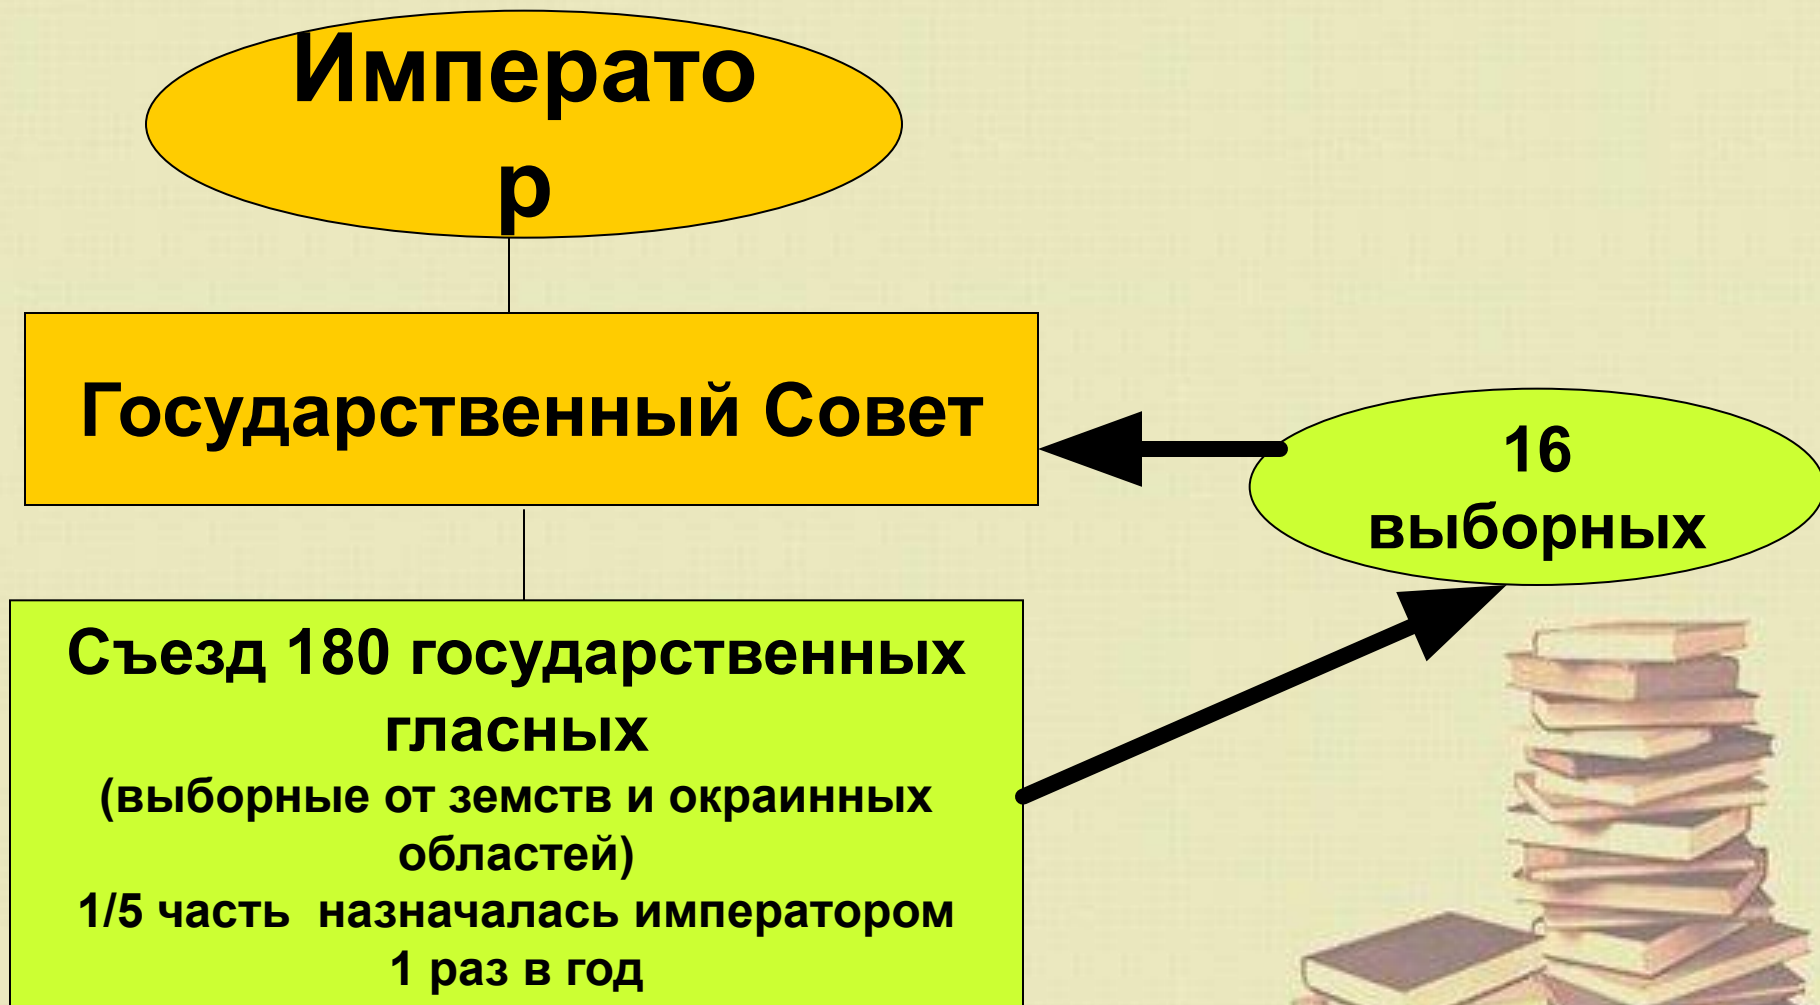 Императо
р
Государственный Совет
16
выборных
Съезд 180 государственных
гласных
(выборные от земств и окраинных
областей)
1/5 часть  назначалась императором
1 раз в год